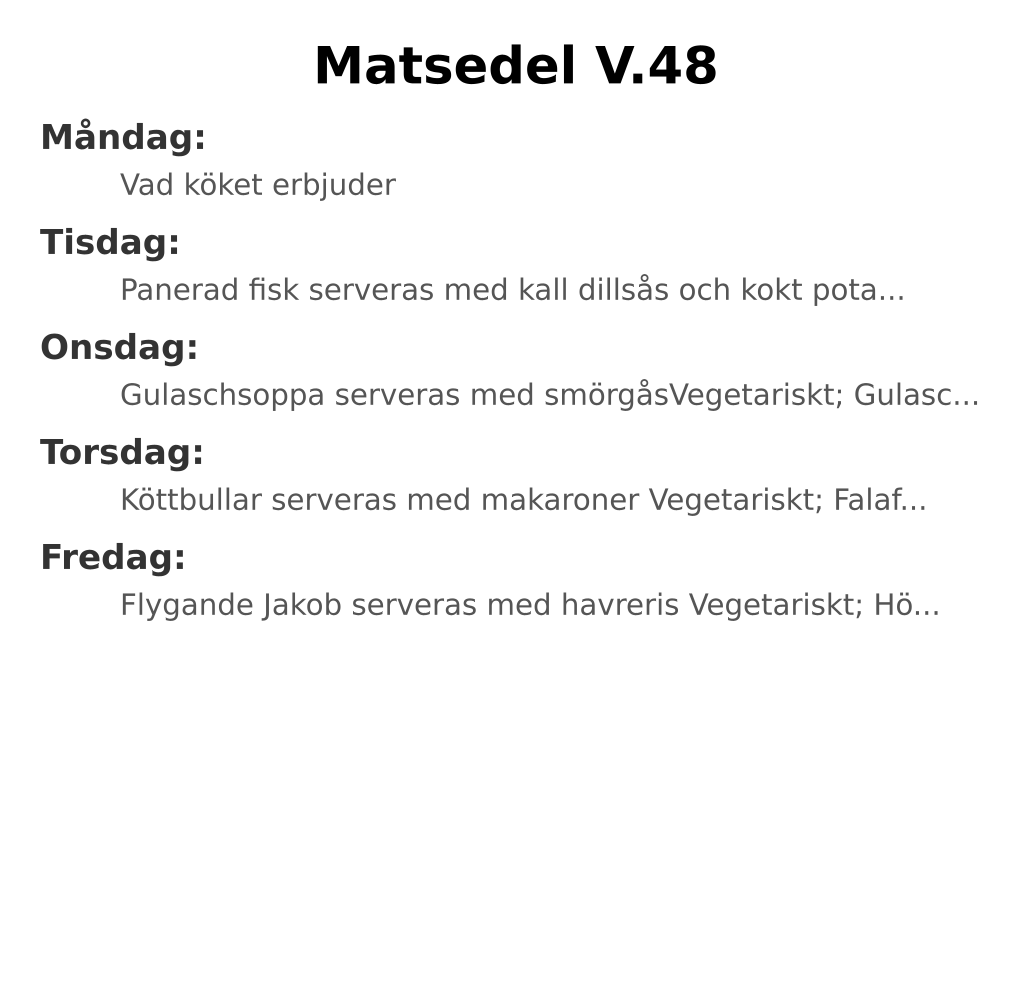 Matsedel V.48
Måndag:
Vad köket erbjuder
Tisdag:
Panerad fisk serveras med kall dillsås och kokt pota...
Onsdag:
Gulaschsoppa serveras med smörgåsVegetariskt; Gulasc...
Torsdag:
Köttbullar serveras med makaroner Vegetariskt; Falaf...
Fredag:
Flygande Jakob serveras med havreris Vegetariskt; Hö...